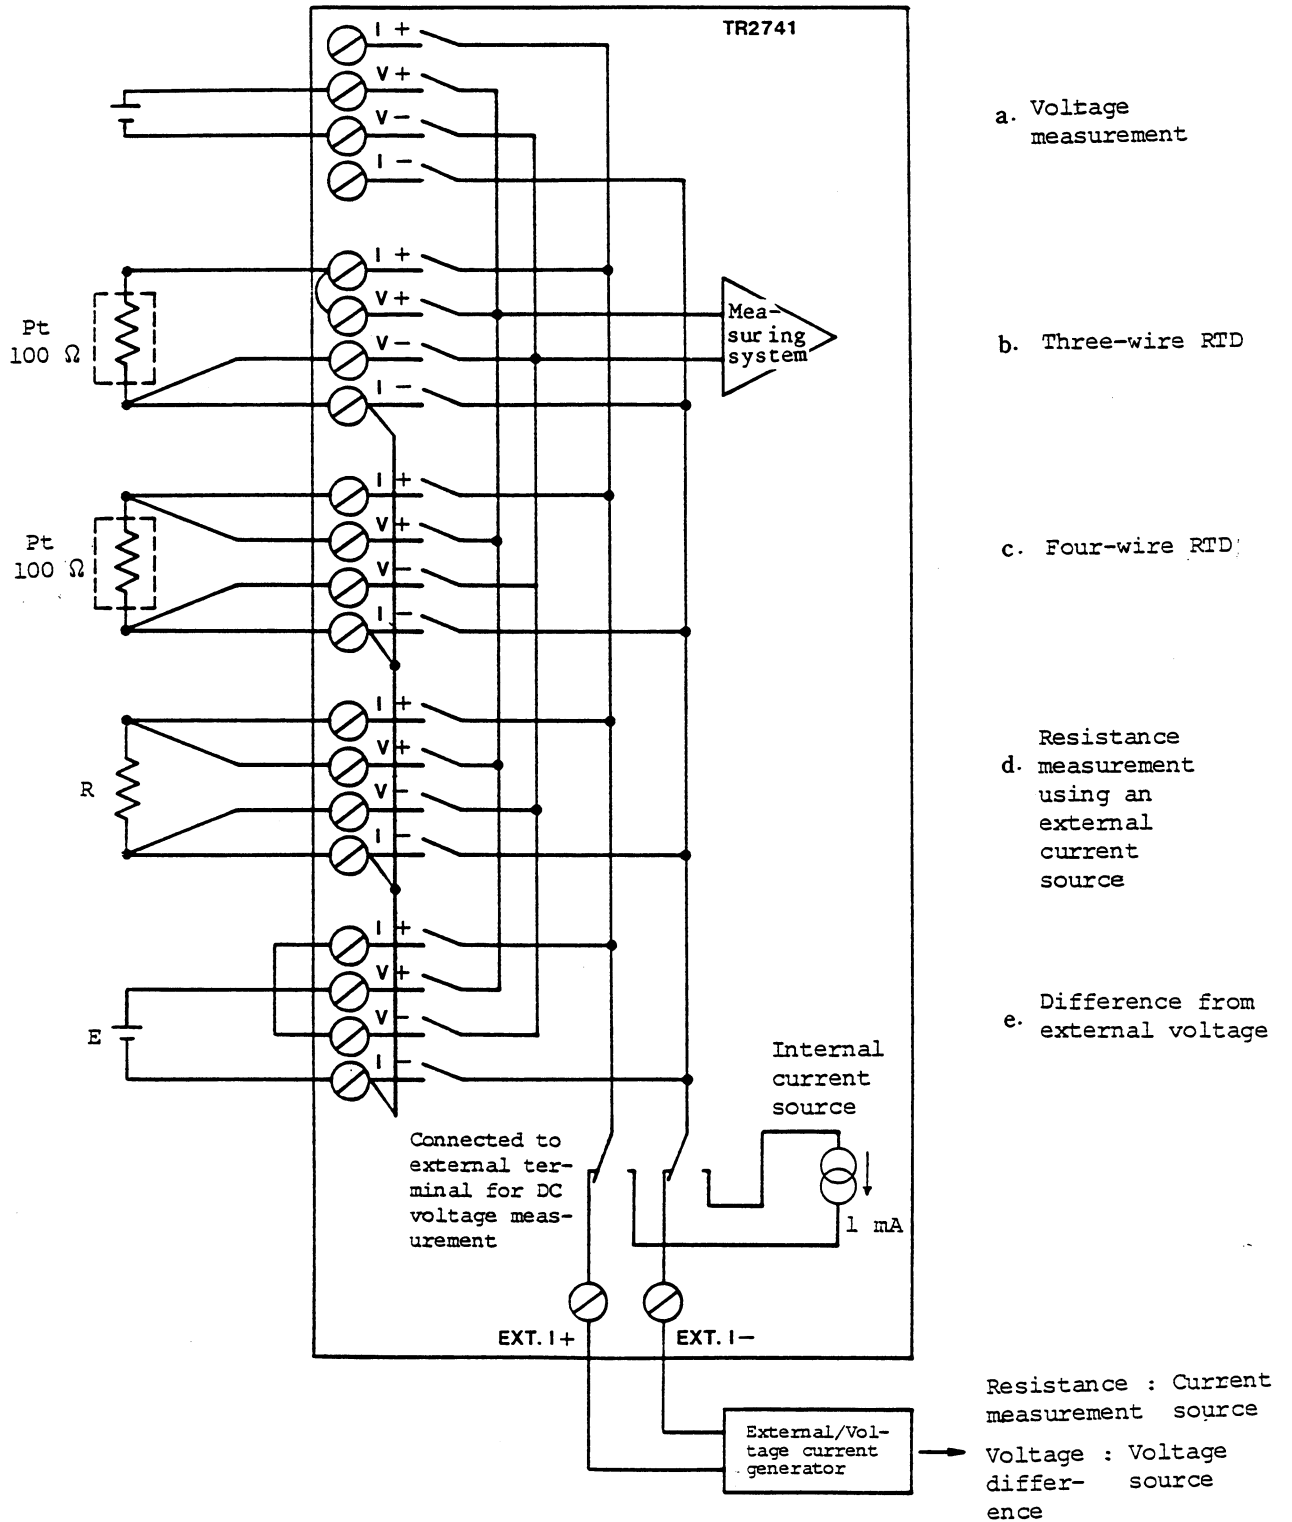 TR2741
I +
V +
V -
I -
a. Voltage
measurement
I +
V +
V -
I -
Pt
100 Ω
Mea-
suring
system
b. Three-wire RTD
I +
V +
V -
I -
Pt
100 Ω
c. Four-wire RTD
I +
V +
V -
I -
R
d. Resistance
measurement
using an
external
current
source
I +
V +
V -
I -
E
e. Difference from
external voltage
Internal
current
source
1 mA
Connected to
external ter-
minal for DC
voltage meas-
urement
EXT. I+
EXT. I-
External/Vol-
tage current
generator
Resistance : Current
measurement source
Voltage : Voltage
differ- source
ence